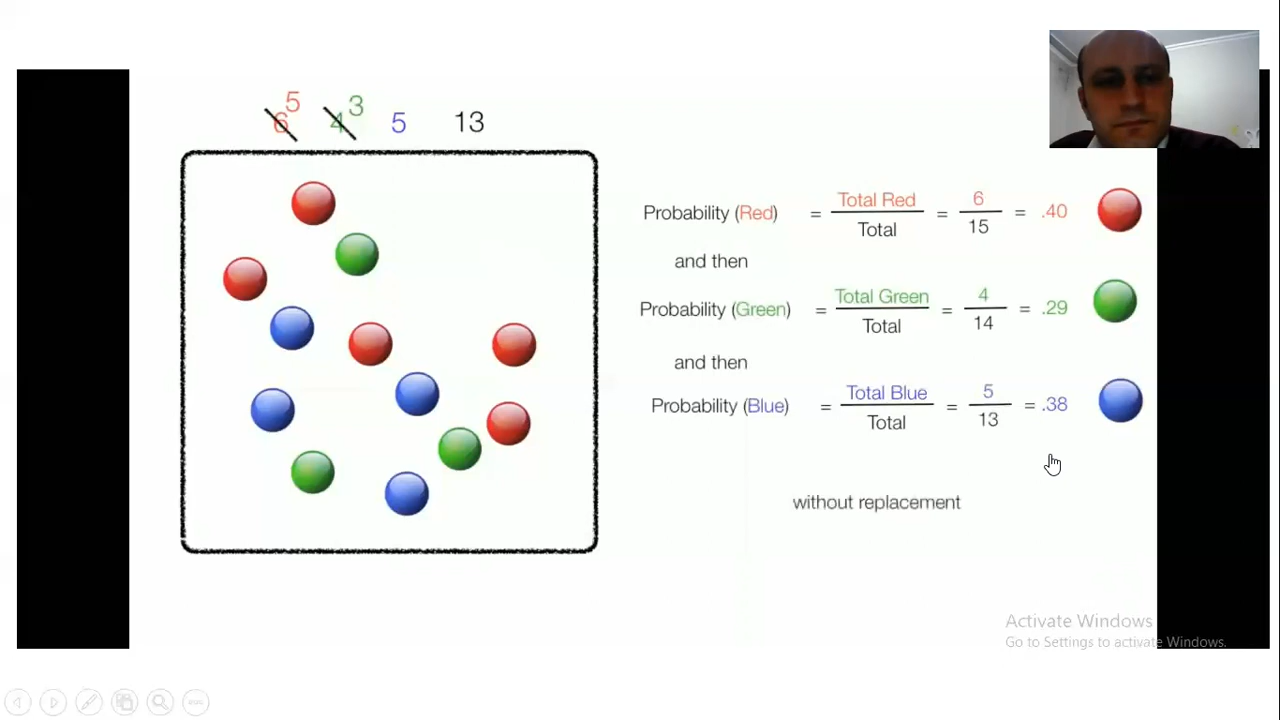 6 5 4 3 5 13
Probability (Red) = Total Red / Total = 6 / 15 = .40
and then
Probability (Green) = Total Green / Total = 4 / 14 = .29
and then
Probability (Blue) = Total Blue / Total = 5 / 13 = .38
without replacement
Activate Windows
Go to Settings to activate Windows.